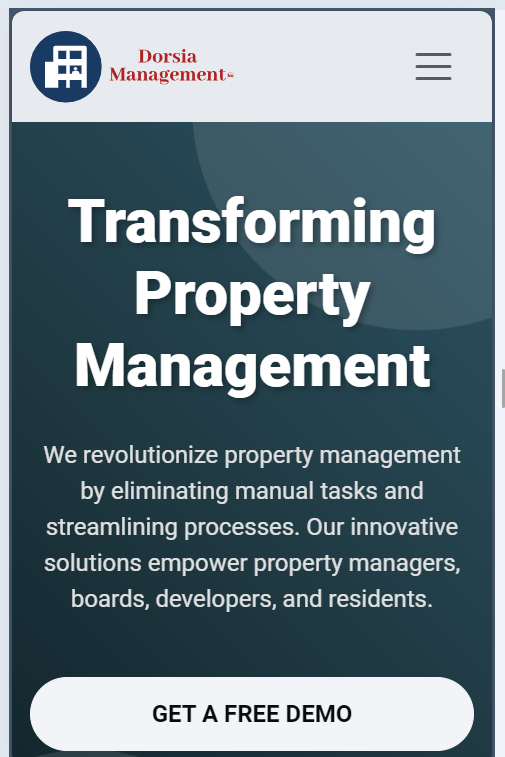 Dorsia
Management
Transforming
Property
Management
We revolutionize property management
by eliminating manual tasks and
streamlining processes. Our innovative
solutions empower property managers,
boards, developers, and residents.
GET A FREE DEMO